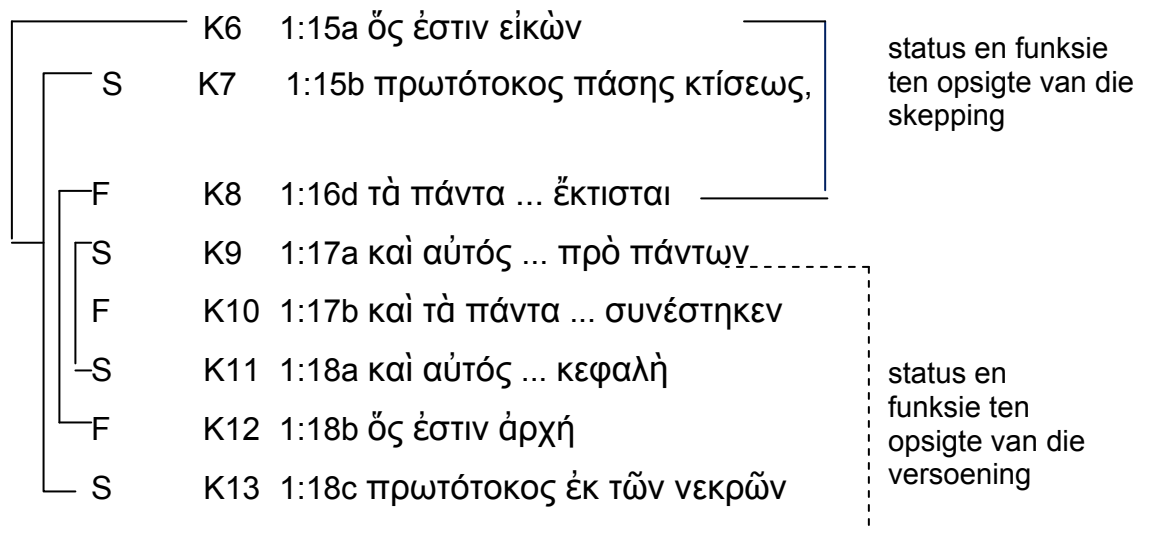 K6 1:15a ὅς ἐστιν εἰκὼν
S K7 1:15b πρωτότοκος πάσης κτίσεως,
status en funksie
ten opsigte van die
skepping
F K8 1:16d τὰ πάντα ... ἔκτισται
S K9 1:17a καὶ αὐτός ... πρὸ πάντων
F K10 1:17b καὶ τὰ πάντα ... συνέστηκεν
S K11 1:18a καὶ αὐτός ... κεφαλὴ
F K12 1:18b ὅς ἐστιν ἀρχή
S K13 1:18c πρωτότοκος ἐκ τῶν νεκρῶν
status en
funksie ten
opsigte van die
versoening